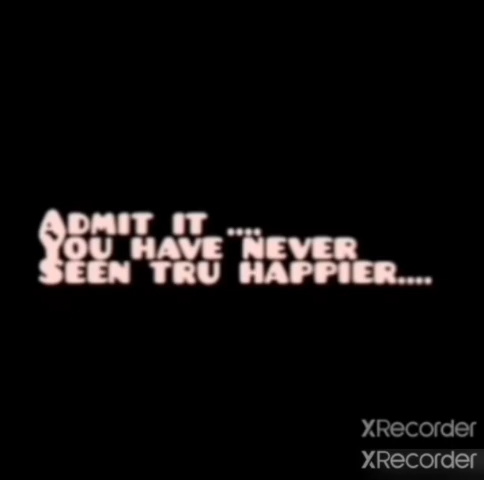 ADMIT IT ....
YOU HAVE NEVER
SEEN TRU HAPPIER....
XRecorder
XRecorder